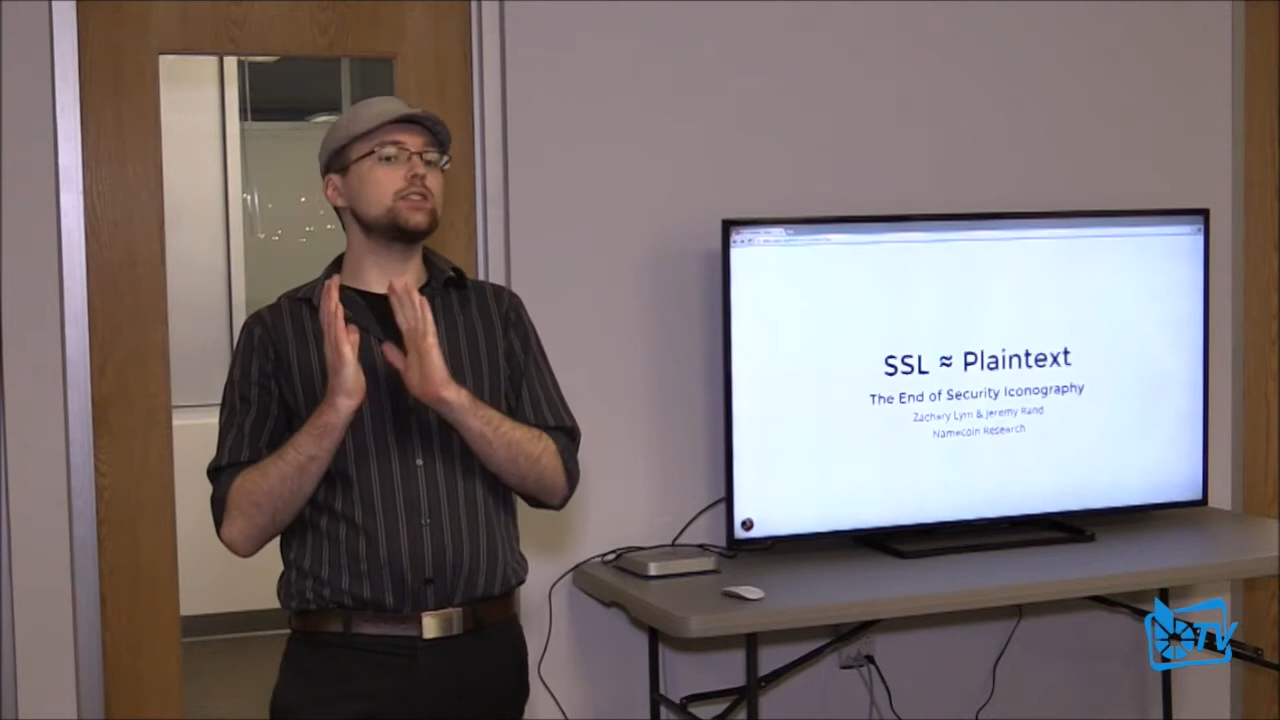 SSL ≈ Plaintext
The End of Security Iconography
Zachary Lym & Jeremy Rand
Namecoin Research
TV